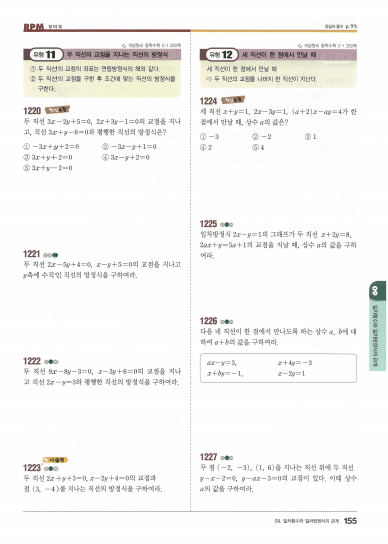 RPM 알피엠
정답과 풀이 p.74
유형 11 두 직선의 교점을 지나는 직선의 방정식
개념원리 중학수학 2-1 260쪽
① 두 직선의 교점의 좌표는 연립방정식의 해와 같다.
② 두 직선의 교점을 구한 후 조건에 맞는 직선의 방정식을
구한다.
1220
두 직선 3x-2y+5=0, 2x+3y-1=0의 교점을 지나
고, 직선 3x+y-6=0과 평행한 직선의 방정식은?
① -3x+y+2=0 ② -3x-y+1=0
③ 3x+y+2=0 ④ 3x-y+2=0
⑤ 3x+y-2=0
1221
두 직선 2x-5y+4=0, x-y+5=0의 교점을 지나고
y축에 수직인 직선의 방정식을 구하여라.
1222
두 직선 9x-8y-3=0, x-3y+6=0의 교점을 지나
고 직선 2x-y=5와 평행한 직선의 방정식을 구하여라.
서술형
1223
두 직선 2x+y+3=0, x-2y+4=0의 교점과
점 (3, -4)를 지나는 직선의 방정식을 구하여라.
유형 12 세 직선이 한 점에서 만날 때
개념원리 중학수학 2-1 260쪽
세 직선이 한 점에서 만날 때
⇨ 두 직선의 교점을 나머지 한 직선이 지난다.
1224
세 직선 x+y=1, 2x-3y=1, (a+2)x-ay=4가 한
점에서 만날 때, 상수 a의 값은?
① -3 ② -2 ③ 1
④ 2 ⑤ 4
1225
일차방정식 2x-y=1의 그래프가 두 직선 x+2y=8,
2ax+y=5a+1의 교점을 지날 때, 상수 a의 값을 구하
여라.
1226
다음 네 직선이 한 점에서 만나도록 하는 상수 a, b에 대
하여 a+b의 값을 구하여라.
ax-y=3, x+4y=-3
x+by=-1, x-2y=1
1227
두 점 (-2, -3), (1, 6)을 지나는 직선 위에 두 직선
y-x-2=0, y-ax-3=0의 교점이 있다. 이때 상수
a의 값을 구하여라.
09 일차함수와 일차방정식의 관계
09. 일차함수와 일차방정식의 관계 155